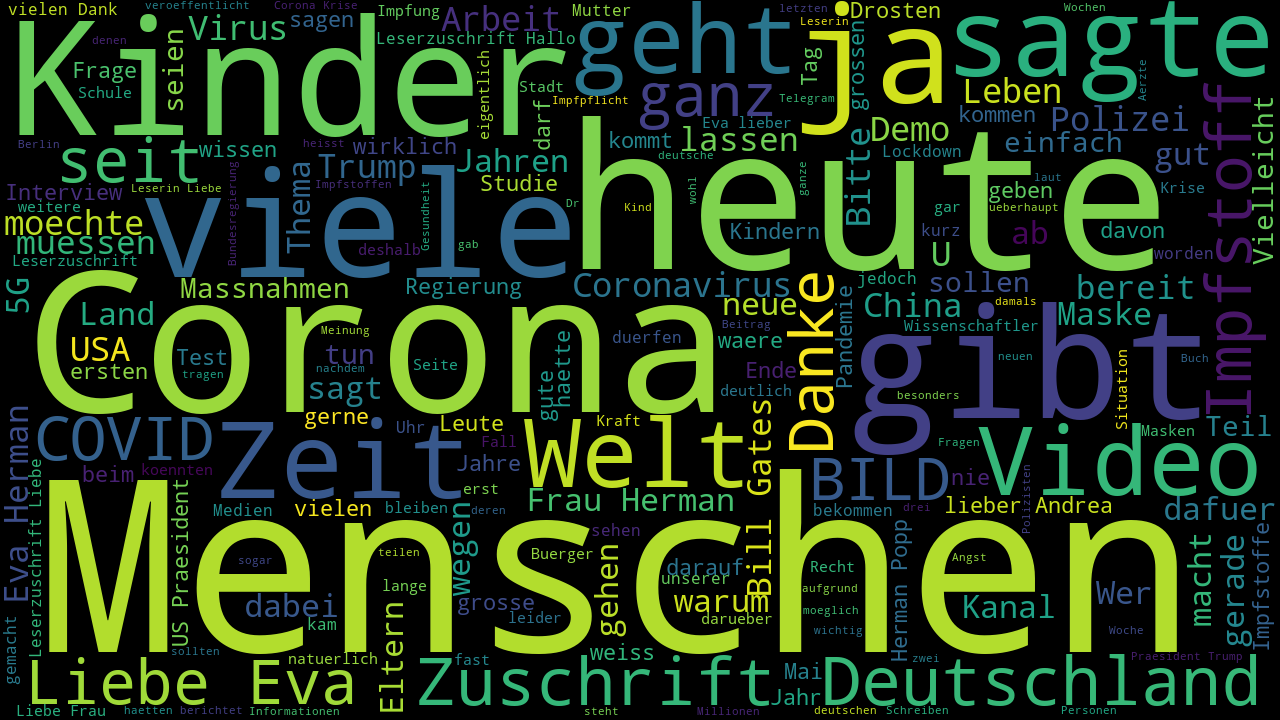 vielen Dank
veroeffentlicht
Corona Krise
sagen
Impfung
Arbeit
Mutter
geht
ja
letzten
Leserin
Drosten
sagte
Wochen
Kinder
Virus
denen
Frage
Schule
seien
Leserzuschrift Hallo
eigentlich
Stadt
Impfpflicht
ganz
Tag
Telegram
grossen
Leben
Aerzte
kommen
Polizei
Impfstoff
Berlin
seit
wissen
heisst
wirklich
darf
Eva lieber
kommt
lassen
Bitte
Demo
Lockdown
einfach
gut
Vielleicht
Interview
Leserin Liebe
Bundesregierung
Thema
Trump
Impfstoffen
Jahren
Studie
viele
heute
deutsche
wohl
ganze
Dr
Kind
Kindern
geben
laut
Krise
weitere
moechte
muessen
Leserzuschrift
deshalb
Gesundheit
gab
gar
ueberhaupt
kurz
U
ab
davon
worden
5G
Massnahmen
Regierung
Coronavirus
jedoch
sollen
bereit
Land
Corona
neue
Danke
Pandemie
China
damals
Maske
Wissenschaftler
gibt
USA
ersten
Test
tragen
Meinung
tun
nachdem
sagt
Seite
gute
haette
duerfen
Beitrag
waere
Ende
deutlich
neuen
Buch
besonders
Situation
gerne
Uhr
Leute
Kraft
Welt
Bill Gates
Fragen
Video
Masken
Teil
Eva Herman
COVID
Zeit
beim
koennten
Jahre
Fall
erst
Frau Herman
BILD
nie
Leserzuschrift Liebe
US Praesident
Medien
vielen
bleiben
deren
wegen
bekommen
drei
lieber Andrea
Polizisten
dafuer
Menschen
sogar
teilen
lange
sehen
Buerger
gehen
darauf
unserer
warum
darueber
Recht
aufgrund
moeglich
wichtig
Herman Popp
Angst
Kanal
Wer
Woche
macht
gerade
Impfstoffe
dabei
kam
grosse
leider
Eltern
gemacht
sollten
natuerlich
fast
weiss
Mai
zwei
Praesident Trump
Liebe Eva
Zuschrift
Jahr
Deutschland
Liebe Frau
haetten
berichtet
Informationen
steht
Millionen
deutschen
Schreiben
Personen